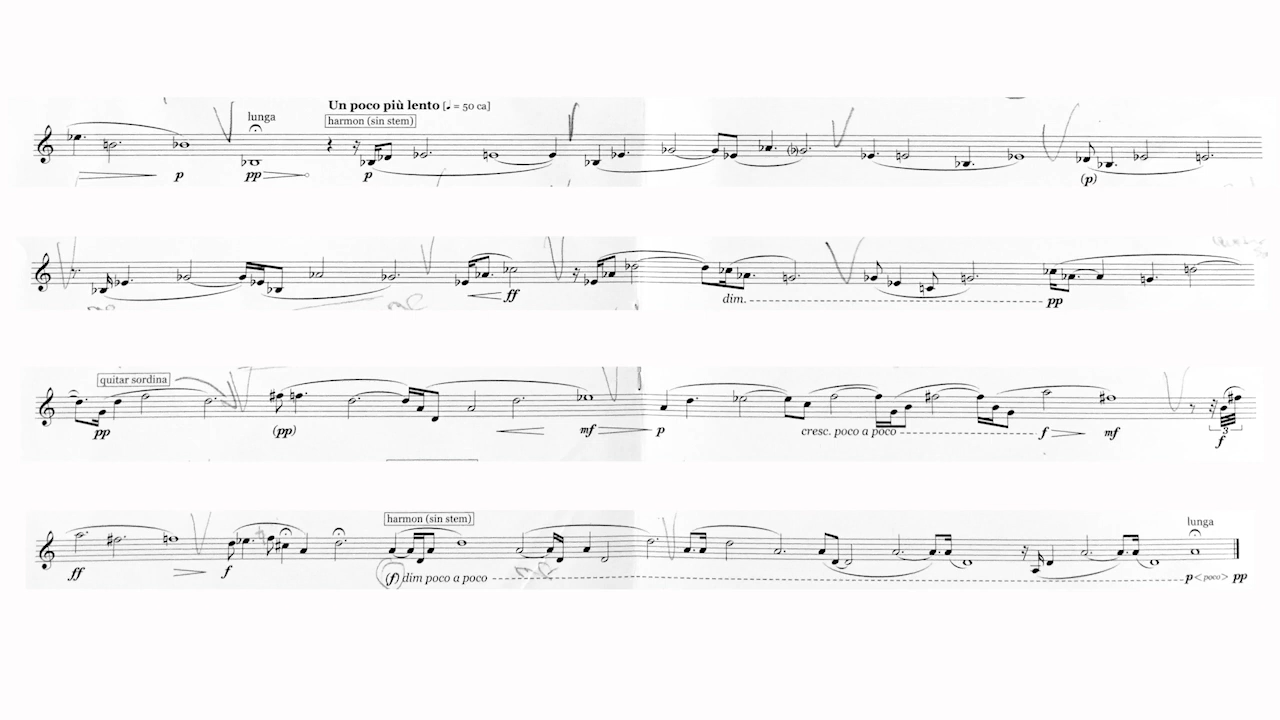 Un poco più lento [♩ = 50 ca]
lunga
harmon (sin stem)
p pp p (p)
ff dim. pp
quitar sordina
pp (pp) mf p cresc. poco a poco f mf 3 f
harmon (sin stem) lunga
ff f (f) dim poco a poco p < poco > pp